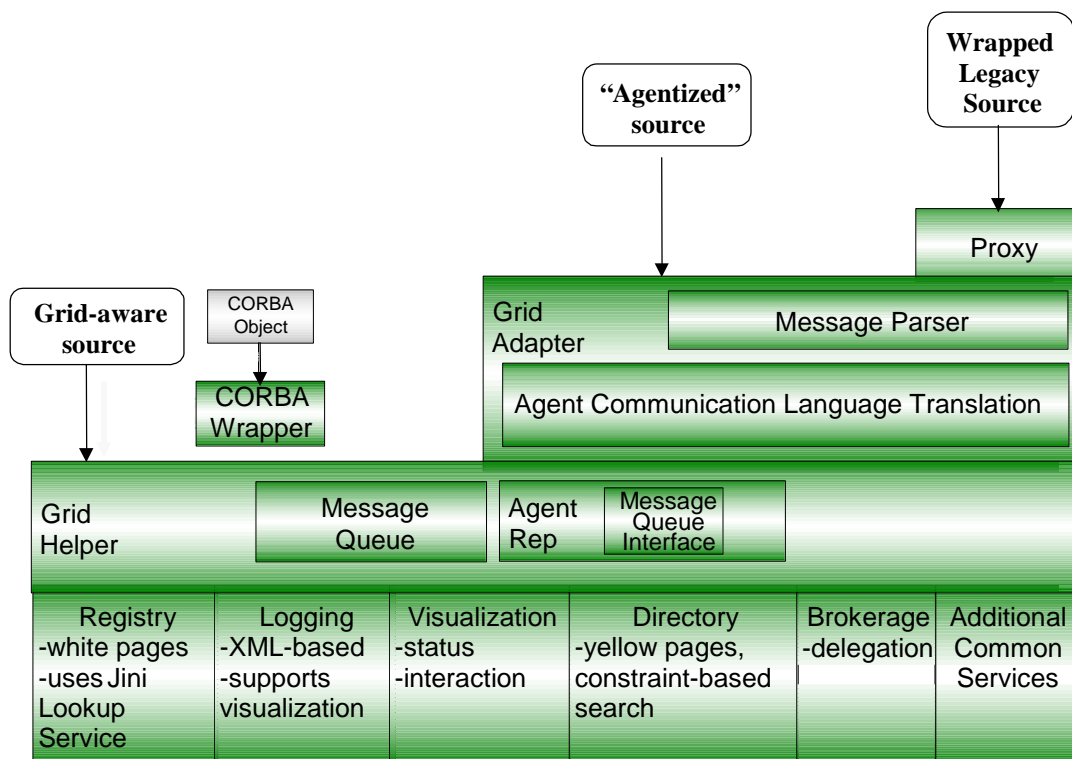 Wrapped
Legacy
Source
“Agentized”
source
Proxy
Grid-aware
source
CORBA
Object
CORBA
Wrapper
Grid
Adapter
Message Parser
Agent Communication Language Translation
Grid
Helper
Message
Queue
Agent
Rep
Message
Queue
Interface
Registry
-white pages
-uses Jini
Lookup
Service
Logging
-XML-based
-supports
visualization
Visualization
-status
-interaction
Directory
-yellow pages,
constraint-based
search
Brokerage
-delegation
Additional
Common
Services